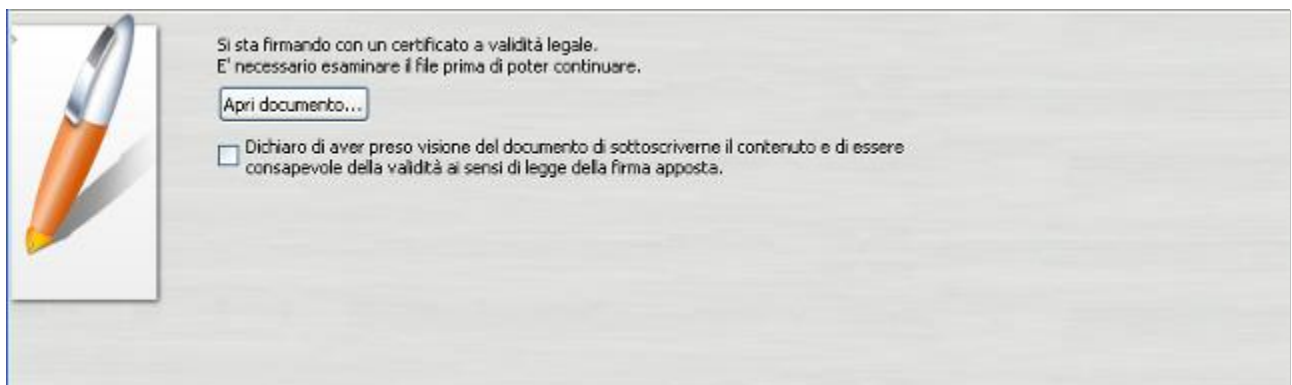 Si sta firmando con un certificato a validità legale.
E' necessario esaminare il file prima di poter continuare.
Apri documento...
Dichiaro di aver preso visione del documento di sottoscriverne il contenuto e di essere
consapevole della validità ai sensi di legge della firma apposta.